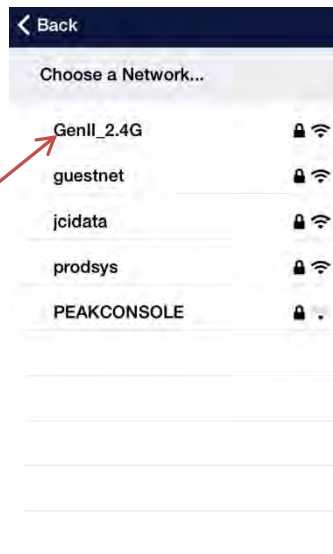 Back
Choose a Network...
GenII_2.4G
guestnet
jcidata
prodsys
PEAKCONSOLE